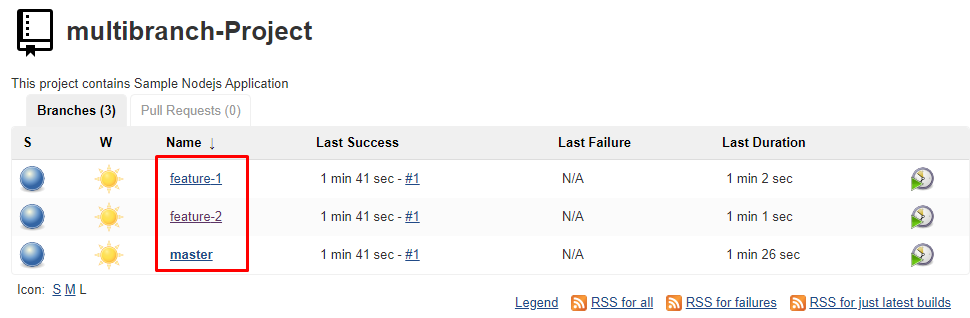 multibranch-Project
This project contains Sample Nodejs Application
Branches (3) Pull Requests (0)
S W Name ↓ Last Success Last Failure Last Duration
feature-1 1 min 41 sec - #1 N/A 1 min 2 sec
feature-2 1 min 41 sec - #1 N/A 1 min 1 sec
master 1 min 41 sec - #1 N/A 1 min 26 sec
Icon: S M L
Legend RSS for all RSS for failures RSS for just latest builds